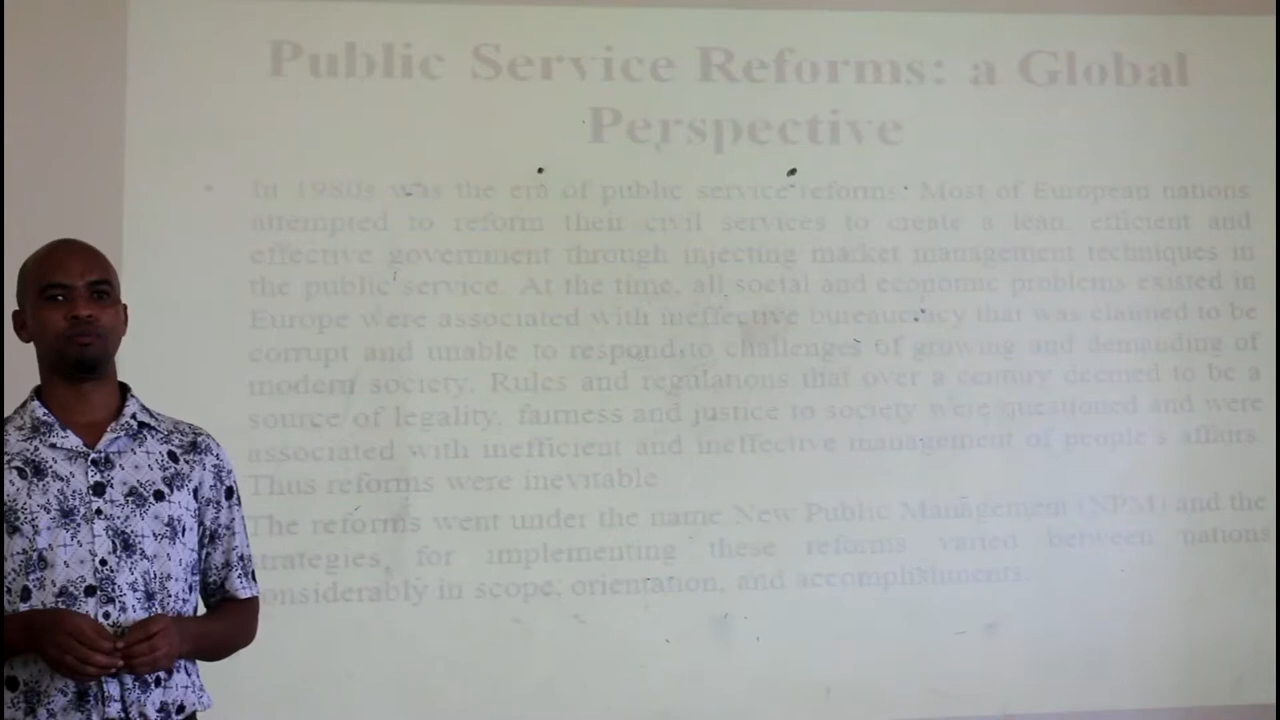 Public Service Reforms: a Global
Perspective
• In 1980s was the era of public service reforms. Most of European nations
attempted to reform their civil services to create a lean, efficient and
effective government through injecting market management techniques in
the public service. At the time, all social and economic problems existed in
Europe were associated with ineffective bureaucracy that was claimed to be
corrupt and unable to respond to challenges of growing and demanding of
modern society. Rules and regulations that over a century deemed to be a
source of legality, fairness and justice to society were questioned and were
associated with inefficient and ineffective management of people's affairs.
Thus reforms were inevitable
The reforms went under the name New Public Management (NPM) and the
strategies, for implementing these reforms varied between nations
considerably in scope, orientation, and accomplishments.